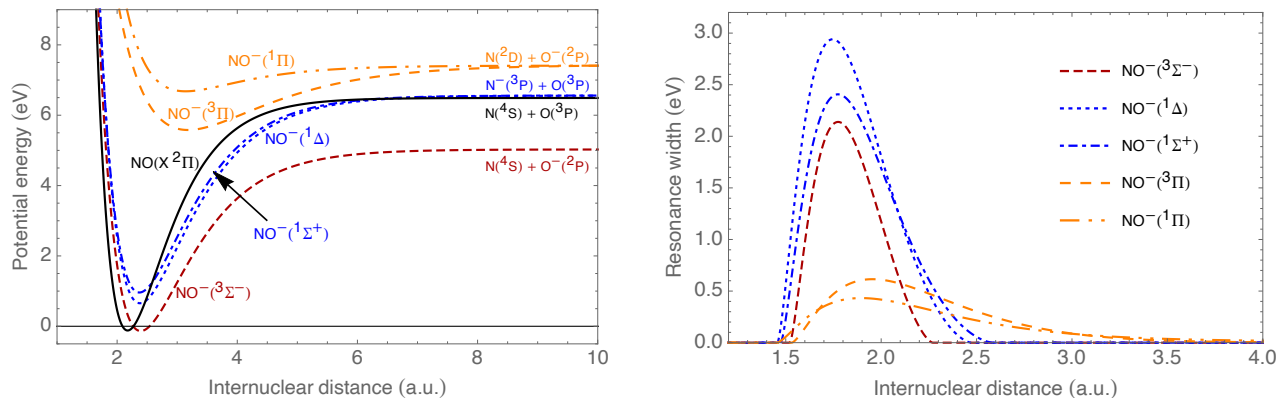 Potential energy (eV)
8
6
4
2
0
NO⁻(¹Π)
NO⁻(³Π)
NO(X²Π)
NO⁻(¹Δ)
NO⁻(¹Σ⁺)
NO⁻(³Σ⁻)
N(²D) + O⁻(²P)
N⁻(³P) + O(³P)
N(⁴S) + O(³P)
N(⁴S) + O⁻(²P)
2 4 6 8 10
Internuclear distance (a.u.)
Resonance width (eV)
3.0
2.5
2.0
1.5
1.0
0.5
0.0
NO⁻(³Σ⁻)
NO⁻(¹Δ)
NO⁻(¹Σ⁺)
NO⁻(³Π)
NO⁻(¹Π)
1.5 2.0 2.5 3.0 3.5 4.0
Internuclear distance (a.u.)